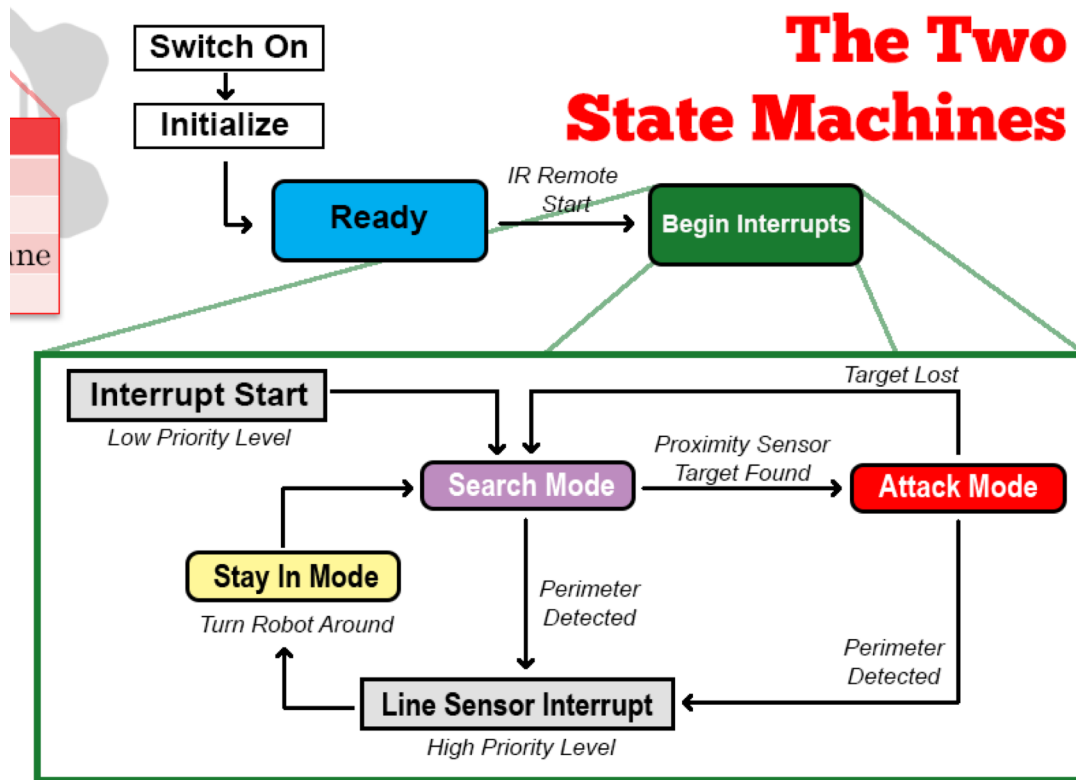 The Two
State Machines
Switch On
Initialize
Ready
IR Remote
Start
Begin Interrupts
Interrupt Start
Low Priority Level
Target Lost
Search Mode
Proximity Sensor
Target Found
Attack Mode
Stay In Mode
Turn Robot Around
Perimeter
Detected
Perimeter
Detected
Line Sensor Interrupt
High Priority Level